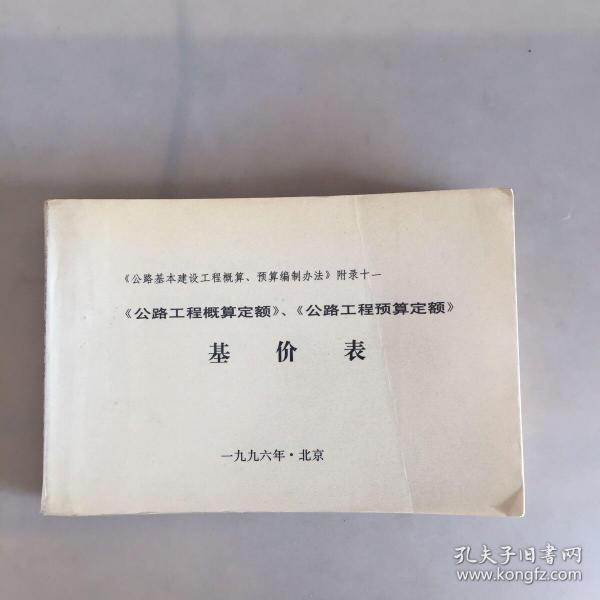 《公路基本建设工程概算、预算编制办法》附录十一
《公路工程概算定额》、《公路工程预算定额》
基价表
一九九六年·北京
孔夫子旧书网
www.kongfz.com